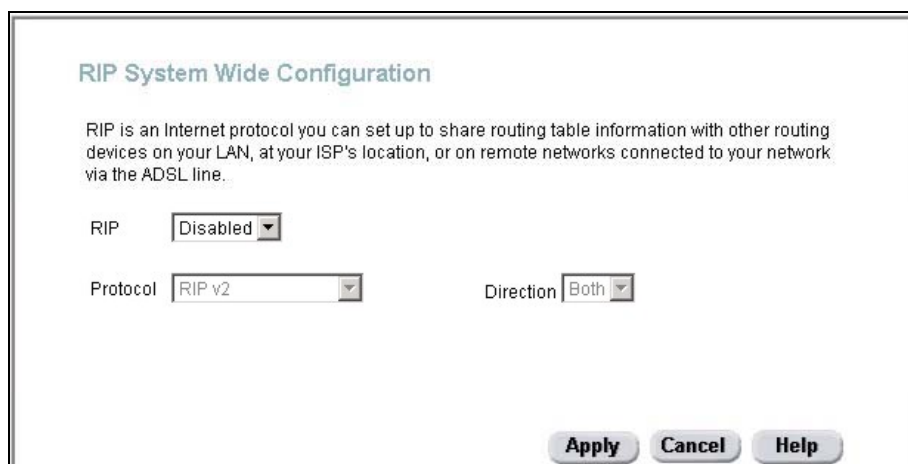 RIP System Wide Configuration
RIP is an Internet protocol you can set up to share routing table information with other routing
devices on your LAN, at your ISP's location, or on remote networks connected to your network
via the ADSL line.
RIP Disabled
Protocol RIP v2 Direction Both
Apply Cancel Help